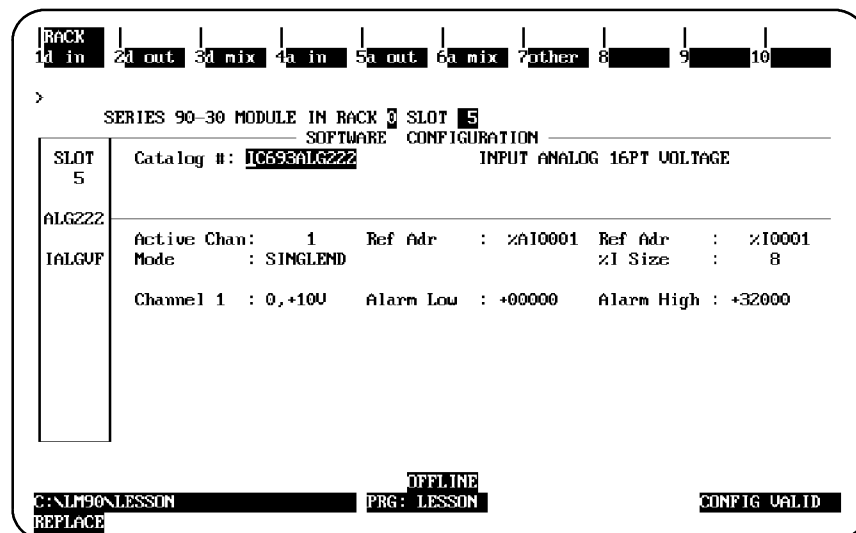 RACK
1d in 2d out 3d mix 4a in 5a out 6a mix 7other 8 9 10
>
SERIES 90-30 MODULE IN RACK 0 SLOT 5
SOFTWARE CONFIGURATION
SLOT Catalog #: IC693ALG222 INPUT ANALOG 16PT VOLTAGE
5
ALG222
Active Chan: 1 Ref Adr : %AI0001 Ref Adr : %I0001
IALGVF Mode : SINGLEND %I Size : 8
Channel 1 : 0,+10V Alarm Low : +00000 Alarm High : +32000
OFFLINE
C:\LM90\LESSON PRG: LESSON CONFIG VALID
REPLACE